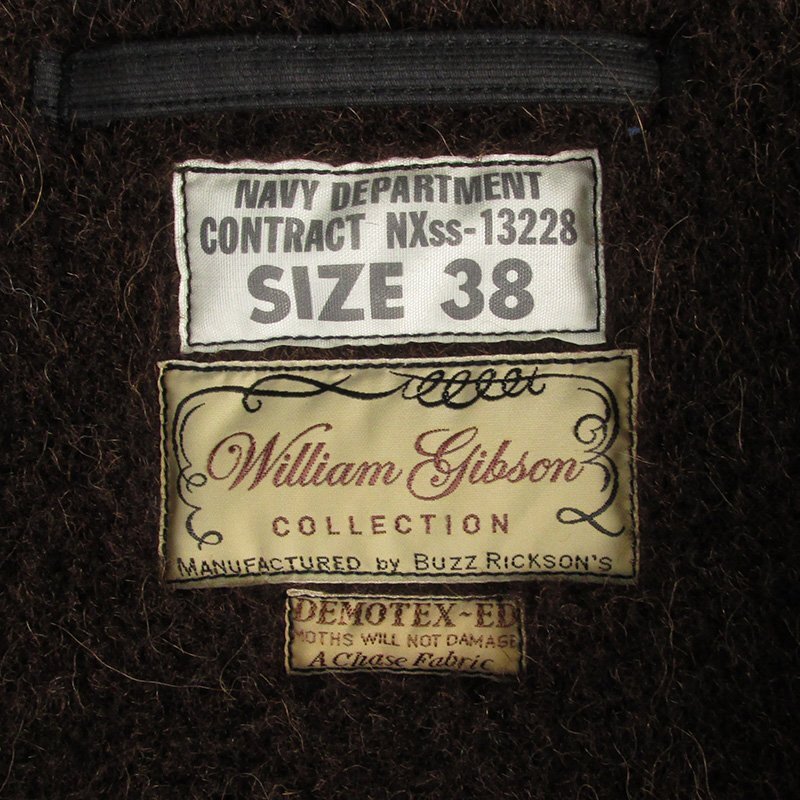 NAVY DEPARTMENT
CONTRACT NXss-13228
SIZE 38
William Gibson
COLLECTION
MANUFACTURED by BUZZ RICKSON'S
DEMOTEX-ED
MOTHS WILL NOT DAMAGE
A Chase Fabric